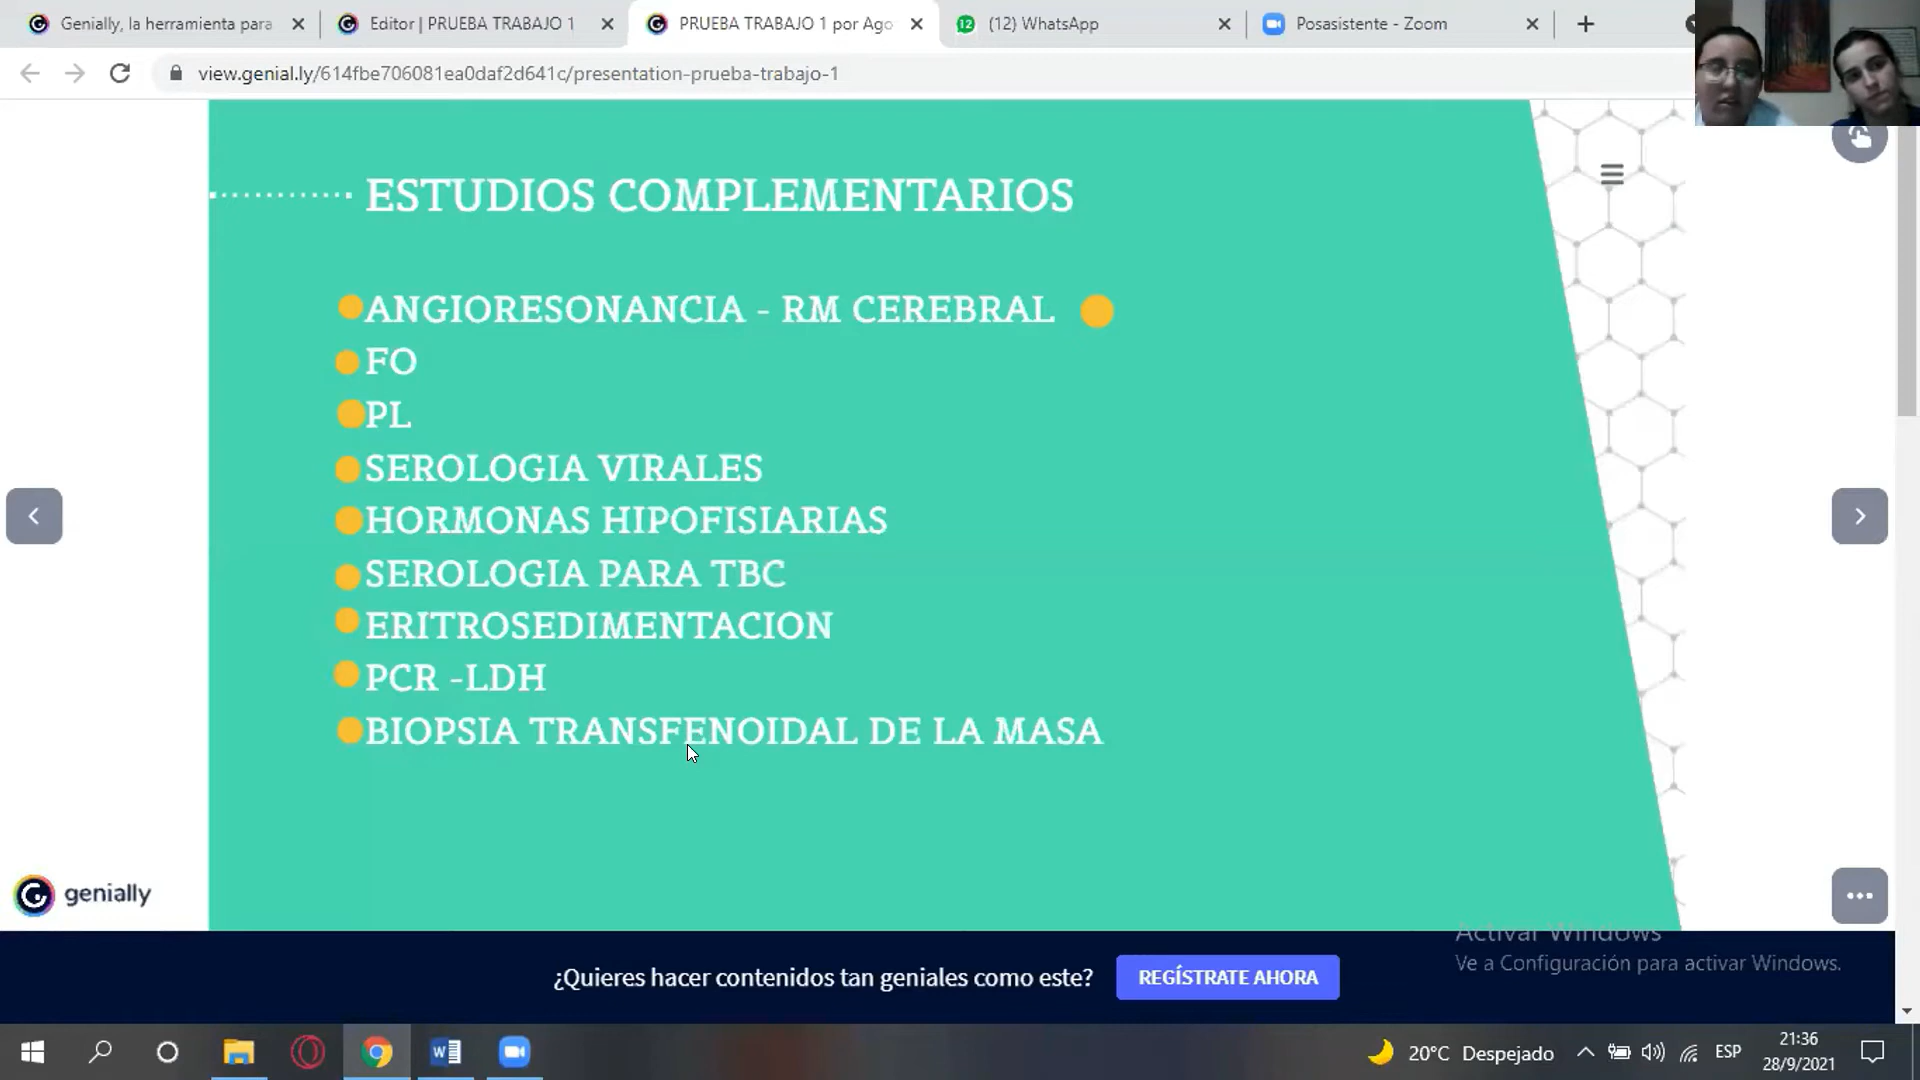 Genially, la herramienta para
Editor | PRUEBA TRABAJO 1
PRUEBA TRABAJO 1 por Ago
12
(12) WhatsApp
Posasistente - Zoom
view.genial.ly/614fbe706081ea0daf2d641c/presentation-prueba-trabajo-1
ESTUDIOS COMPLEMENTARIOS
ANGIORESONANCIA - RM CEREBRAL
FO
PL
SEROLOGIA VIRALES
HORMONAS HIPOFISIARIAS
SEROLOGIA PARA TBC
ERITROSEDIMENTACION
PCR -LDH
BIOPSIA TRANSFENOIDAL DE LA MASA
genially
Activar Windows
Ve a Configuración para activar Windows.
¿Quieres hacer contenidos tan geniales como este?
REGÍSTRATE AHORA
20°C Despejado
ESP
21:36
28/9/2021